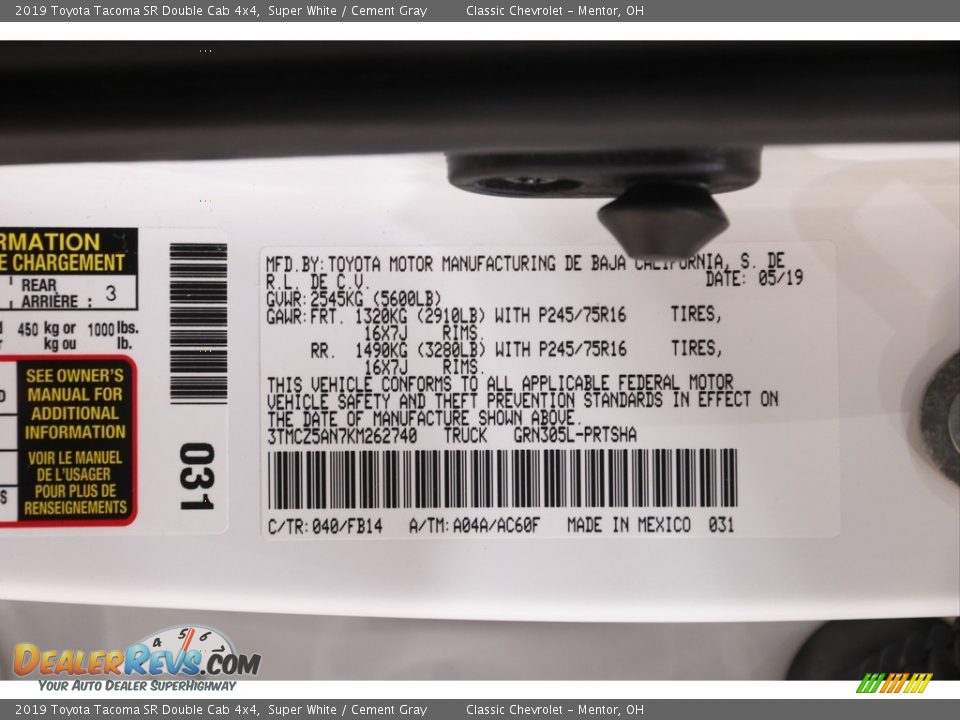 2019 Toyota Tacoma SR Double Cab 4x4, Super White / Cement Gray Classic Chevrolet – Mentor, OH
RMATION
E CHARGEMENT
REAR
ARRIÈRE : 3
450 kg or 1000 lbs.
kg ou lb.
SEE OWNER'S
MANUAL FOR
ADDITIONAL
INFORMATION
VOIR LE MANUEL
DE L'USAGER
POUR PLUS DE
RENSEIGNEMENTS
031
MFD.BY:TOYOTA MOTOR MANUFACTURING DE BAJA CALIFORNIA, S. DE
R.L. DE C.V. DATE: 05/19
GVWR:2545KG (5600LB)
GAWR:FRT. 1320KG (2910LB) WITH P245/75R16 TIRES,
16X7J RIMS.
RR. 1490KG (3280LB) WITH P245/75R16 TIRES,
16X7J RIMS.
THIS VEHICLE CONFORMS TO ALL APPLICABLE FEDERAL MOTOR
VEHICLE SAFETY AND THEFT PREVENTION STANDARDS IN EFFECT ON
THE DATE OF MANUFACTURE SHOWN ABOVE.
3TMCZ5AN7KM262740 TRUCK GRN305L-PRTSHA
C/TR:040/FB14 A/TM:A04A/AC60F MADE IN MEXICO 031
4 5 6
DEALERREVS.COM
YOUR AUTO DEALER SUPERHIGHWAY
2019 Toyota Tacoma SR Double Cab 4x4, Super White / Cement Gray Classic Chevrolet – Mentor, OH